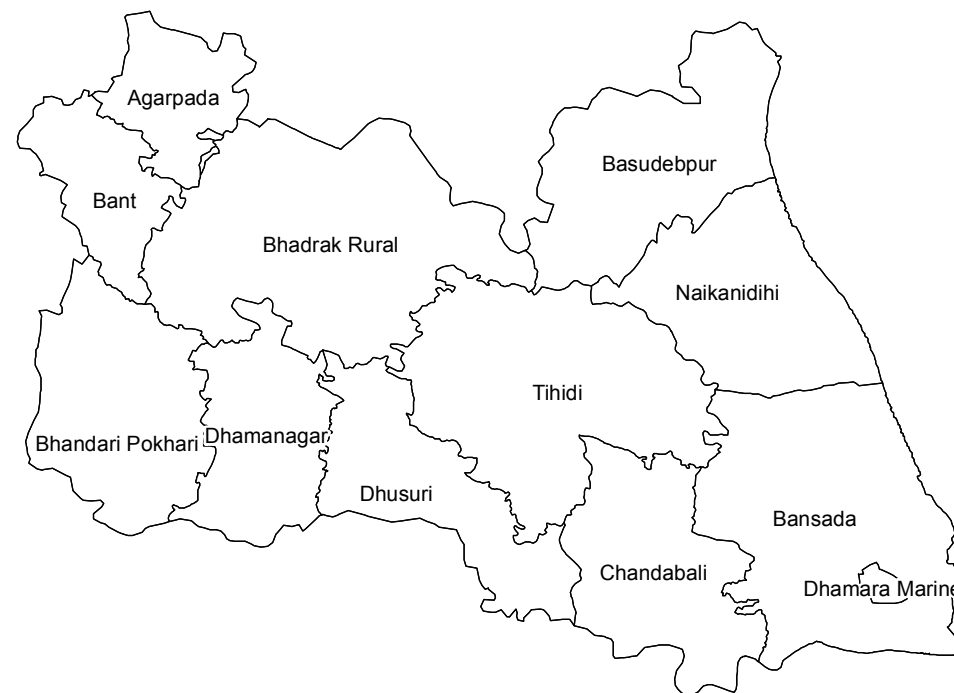 Agarpada
Basudebpur
Bant
Bhadrak Rural
Naikanidihi
Tihidi
Bhandari Pokhari
Dhamanagar
Dhusuri
Bansada
Chandabali
Dhamara Marine